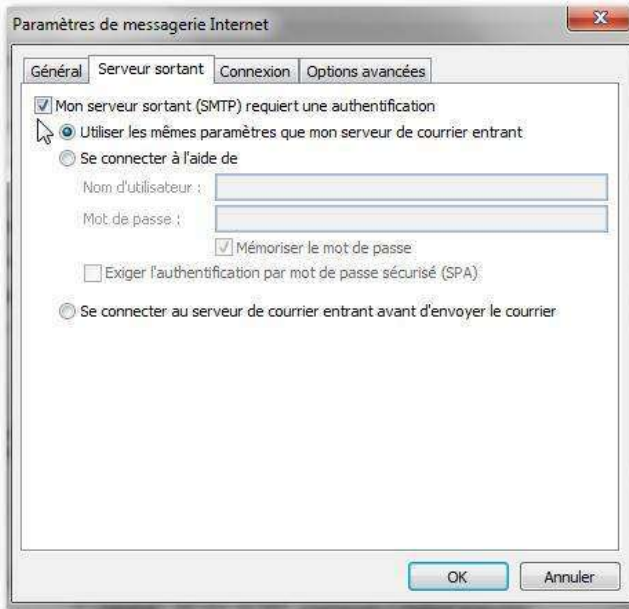 Paramètres de messagerie Internet
Général Serveur sortant Connexion Options avancées
Mon serveur sortant (SMTP) requiert une authentification
Utiliser les mêmes paramètres que mon serveur de courrier entrant
Se connecter à l'aide de
Nom d'utilisateur :
Mot de passe :
Mémoriser le mot de passe
Exiger l'authentification par mot de passe sécurisé (SPA)
Se connecter au serveur de courrier entrant avant d'envoyer le courrier
OK Annuler